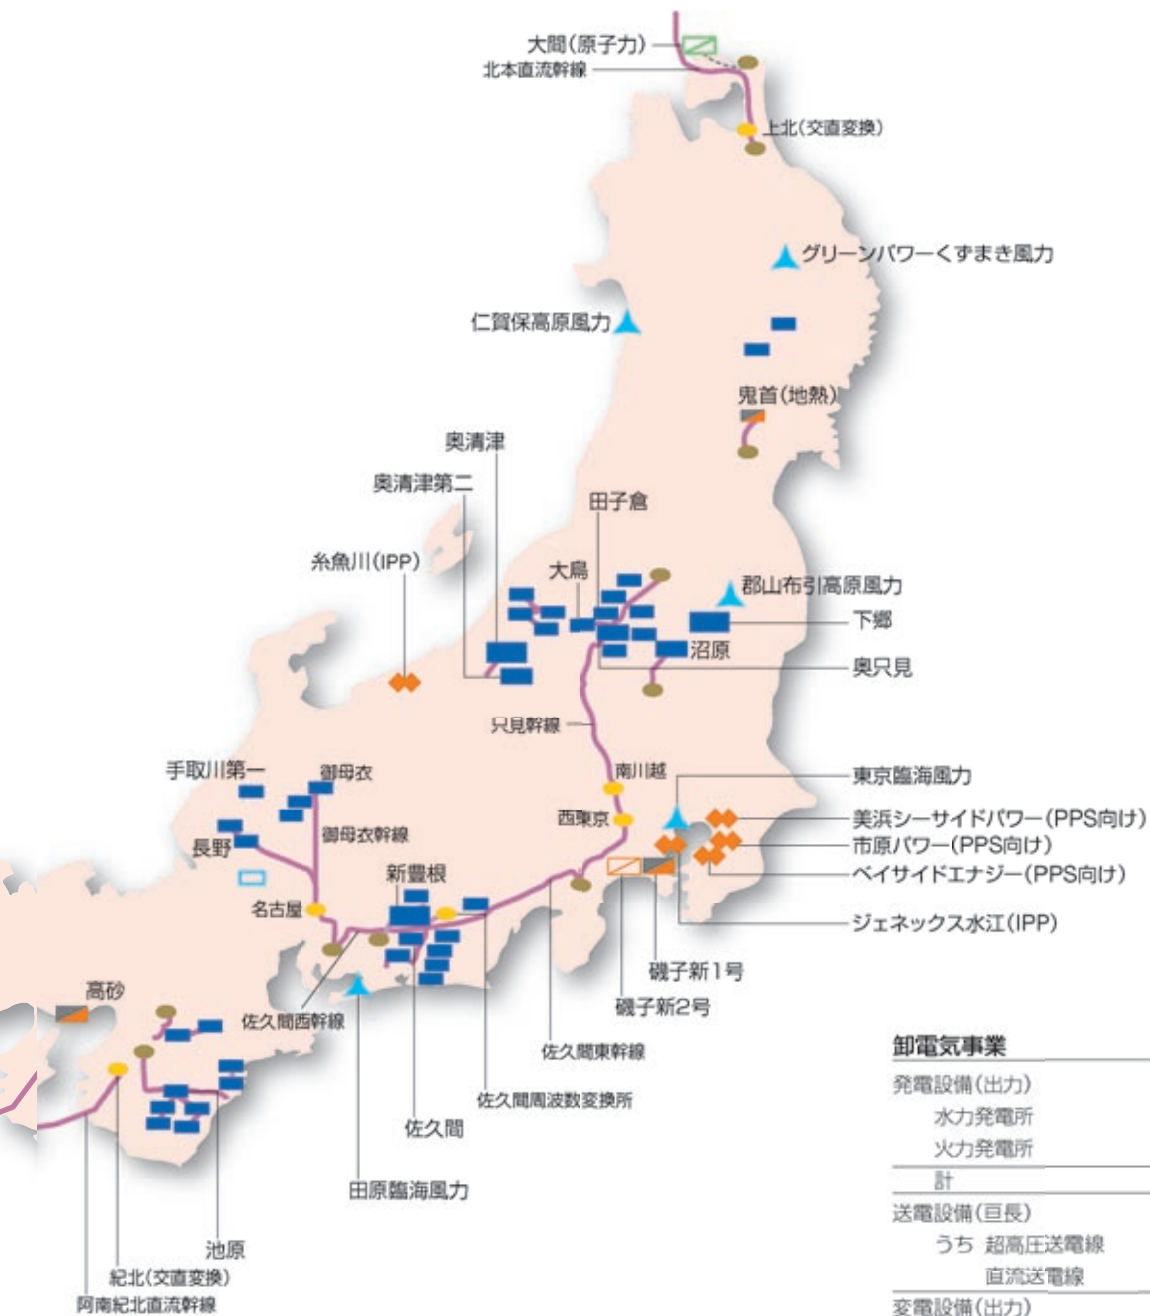 大間(原子力)
北本直流幹線
上北(交直変換)
グリーンパワーくずまき風力
仁賀保高原風力
鬼首(地熱)
奥清津
奥清津第二
田子倉
糸魚川(IPP)
大鳥
郡山布引高原風力
下郷
沼原
奥只見
只見幹線
手取川第一
御母衣
南川越
東京臨海風力
西東京
美浜シーサイドパワー(PPS向け)
御母衣幹線
長野
市原パワー(PPS向け)
新豊根
ベイサイドエナジー(PPS向け)
名古屋
ジェネックス水江(IPP)
磯子新1号
高砂
磯子新2号
佐久間西幹線
佐久間東幹線
佐久間周波数変換所
佐久間
田原臨海風力
池原
紀北(交直変換)
阿南紀北直流幹線
卸電気事業
発電設備(出力)
水力発電所
火力発電所
計
送電設備(亘長)
うち 超高圧送電線
直流送電線
変電設備(出力)